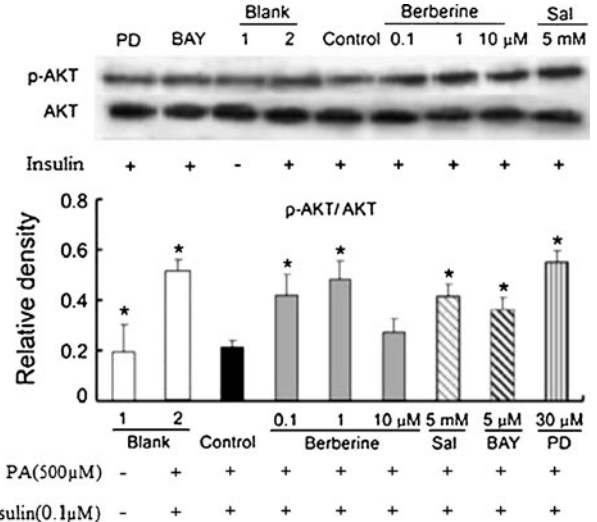 Blank Berberine Sal
PD BAY 1 2 Control 0.1 1 10 μM 5 mM
p-AKT
AKT
Insulin + + - + + + + + +
p-AKT/AKT
Relative density
0.8
0.6
0.4
0.2
0
* * * * * * *
1 2 0.1 1 10 μM 5 mM 5 μM 30 μM
Blank Control Berberine Sal BAY PD
PA(500μM) - + + + + + + + +
sulin(0.1μM) - + + + + + + + +